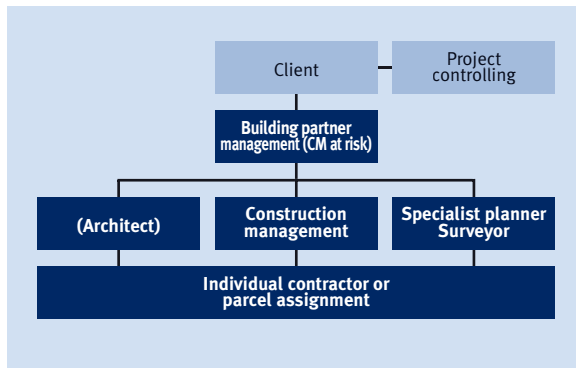 Client
Project
controlling
Building partner
management (CM at risk)
(Architect)
Construction
management
Specialist planner
Surveyor
Individual contractor or
parcel assignment